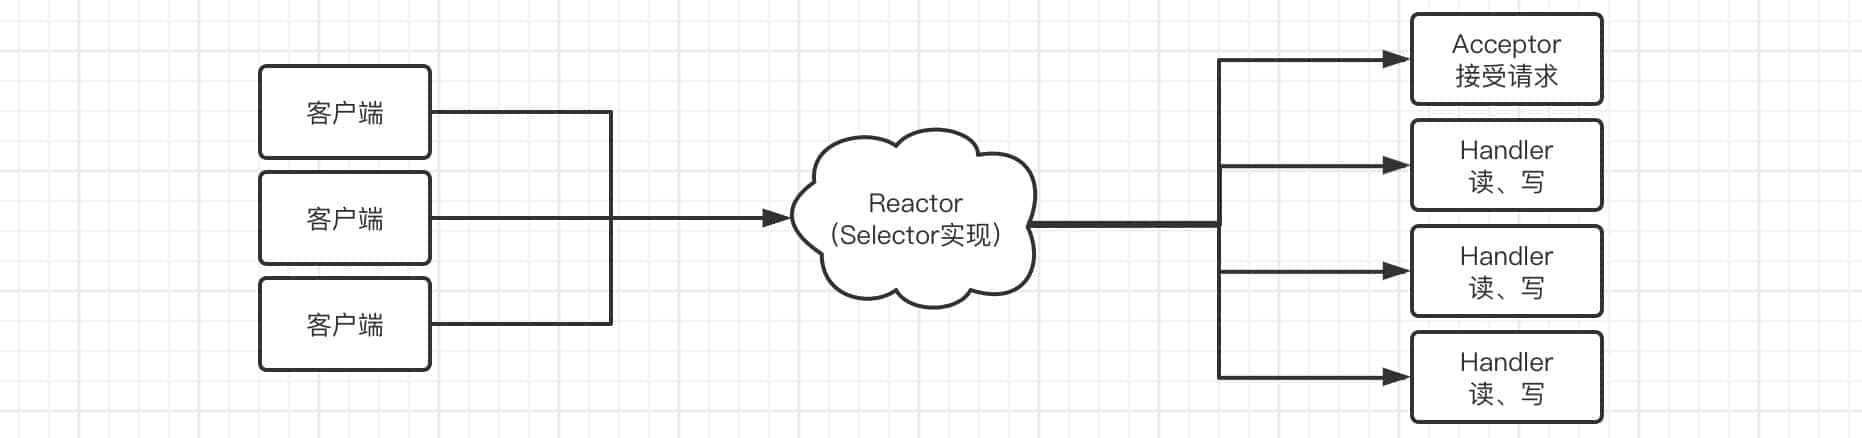 客户端
客户端
客户端
Reactor
（Selector实现）
Acceptor
接受请求
Handler
读、写
Handler
读、写
Handler
读、写